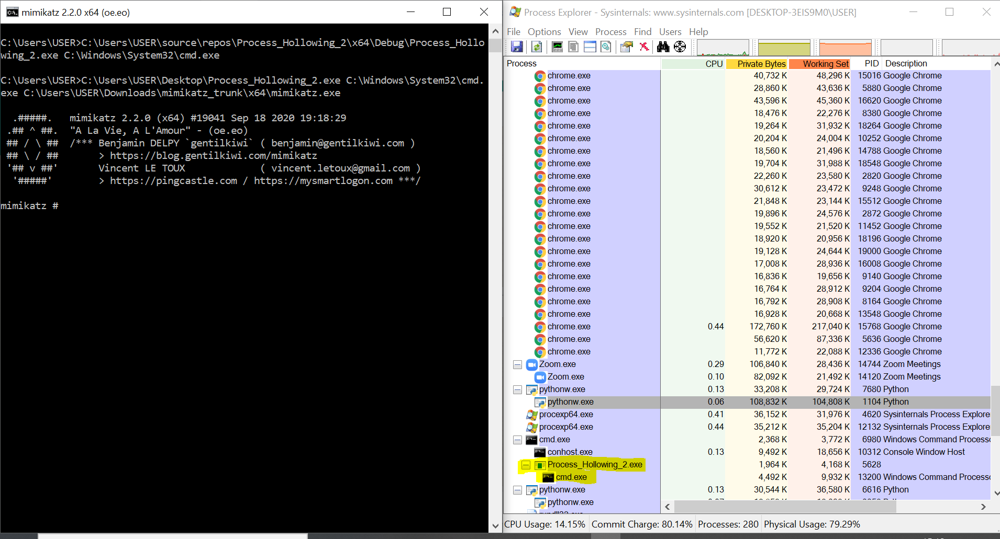 mimikatz 2.2.0 x64 (oe.eo)
C:\Users\USER>C:\Users\USER\source\repos\Process_Hollowing_2\x64\Debug\Process_Hollo
wing_2.exe C:\Windows\System32\cmd.exe
C:\Users\USER>C:\Users\USER\Desktop\Process_Hollowing_2.exe C:\Windows\System32\cmd.
exe C:\Users\USER\Downloads\mimikatz_trunk\x64\mimikatz.exe
.#####.   mimikatz 2.2.0 (x64) #19041 Sep 18 2020 19:18:29
.## ^ ##.  "A La Vie, A L'Amour" - (oe.eo)
## / \ ##  /*** Benjamin DELPY `gentilkiwi` ( benjamin@gentilkiwi.com )
## \ / ##       > https://blog.gentilkiwi.com/mimikatz
'## v ##'       Vincent LE TOUX             ( vincent.letoux@gmail.com )
'#####'        > https://pingcastle.com / https://mysmartlogon.com ***/
mimikatz #
Process Explorer - Sysinternals: www.sysinternals.com [DESKTOP-3EIS9M0\USER]
File Options View Process Find Users Help
Process CPU Private Bytes Working Set PID Description
chrome.exe 40,732 K 48,296 K 15016 Google Chrome
chrome.exe 28,860 K 43,636 K 5880 Google Chrome
chrome.exe 43,596 K 45,360 K 16620 Google Chrome
chrome.exe 18,476 K 22,276 K 8380 Google Chrome
chrome.exe 19,264 K 31,932 K 18264 Google Chrome
chrome.exe 20,204 K 24,004 K 10252 Google Chrome
chrome.exe 18,560 K 21,496 K 14788 Google Chrome
chrome.exe 19,704 K 31,988 K 18548 Google Chrome
chrome.exe 22,260 K 23,580 K 2820 Google Chrome
chrome.exe 30,612 K 23,472 K 9248 Google Chrome
chrome.exe 21,848 K 23,144 K 15512 Google Chrome
chrome.exe 19,896 K 24,576 K 2872 Google Chrome
chrome.exe 19,552 K 21,520 K 11452 Google Chrome
chrome.exe 18,920 K 20,956 K 18196 Google Chrome
chrome.exe 19,128 K 24,644 K 19000 Google Chrome
chrome.exe 17,008 K 28,936 K 16008 Google Chrome
chrome.exe 16,836 K 19,656 K 9140 Google Chrome
chrome.exe 16,764 K 28,912 K 9204 Google Chrome
chrome.exe 16,792 K 28,908 K 8164 Google Chrome
chrome.exe 16,928 K 20,668 K 13548 Google Chrome
chrome.exe 0.44 172,760 K 217,040 K 15768 Google Chrome
chrome.exe 56,620 K 87,336 K 5636 Google Chrome
chrome.exe 11,772 K 22,088 K 12336 Google Chrome
Zoom.exe 0.29 106,840 K 28,436 K 14744 Zoom Meetings
Zoom.exe 0.10 82,092 K 21,492 K 14120 Zoom Meetings
pythonw.exe 0.13 33,208 K 29,724 K 7680 Python
pythonw.exe 0.06 108,832 K 104,808 K 1104 Python
procexp64.exe 0.41 36,152 K 31,976 K 4620 Sysinternals Process Explore
procexp64.exe 0.44 35,212 K 35,204 K 12132 Sysinternals Process Explore
cmd.exe 2,368 K 3,772 K 6980 Windows Command Process
conhost.exe 0.13 9,492 K 18,656 K 10312 Console Window Host
Process_Hollowing_2.exe 1,964 K 4,168 K 5628
cmd.exe 4,492 K 9,932 K 13200 Windows Command Process
pythonw.exe 0.13 30,544 K 36,580 K 6616 Python
pythonw.exe
CPU Usage: 14.15% Commit Charge: 80.14% Processes: 280 Physical Usage: 79.29%